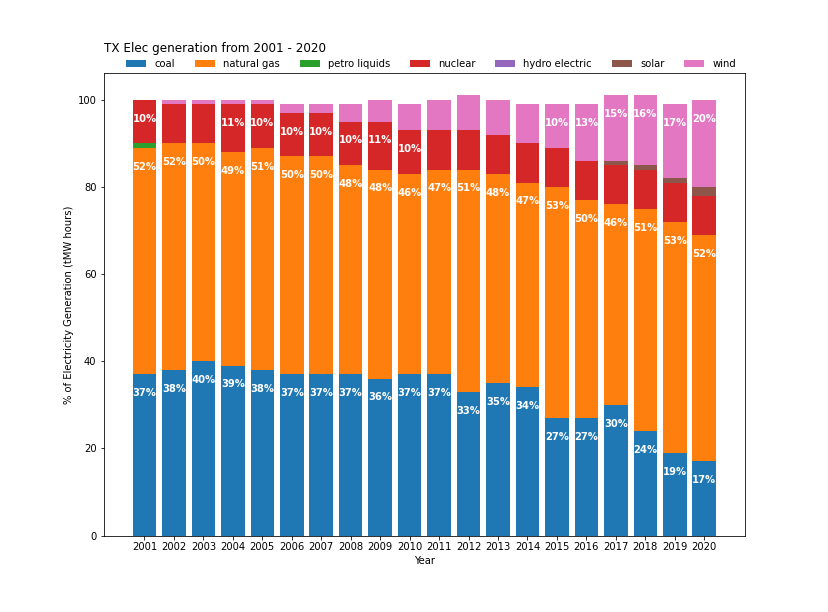 TX Elec generation from 2001 - 2020
coal natural gas petro liquids nuclear hydro electric solar wind
% of Electricity Generation (tMW hours)
100
80
60
40
20
0
10% 11% 10% 10% 10% 10% 11% 10% 10% 13% 15% 16% 17% 20%
52% 52% 50% 49% 51% 50% 50% 48% 48% 46% 47% 51% 48% 47% 53% 50% 46% 51% 53% 52%
37% 38% 40% 39% 38% 37% 37% 37% 36% 37% 37% 33% 35% 34% 27% 27% 30% 24% 19% 17%
2001 2002 2003 2004 2005 2006 2007 2008 2009 2010 2011 2012 2013 2014 2015 2016 2017 2018 2019 2020
Year